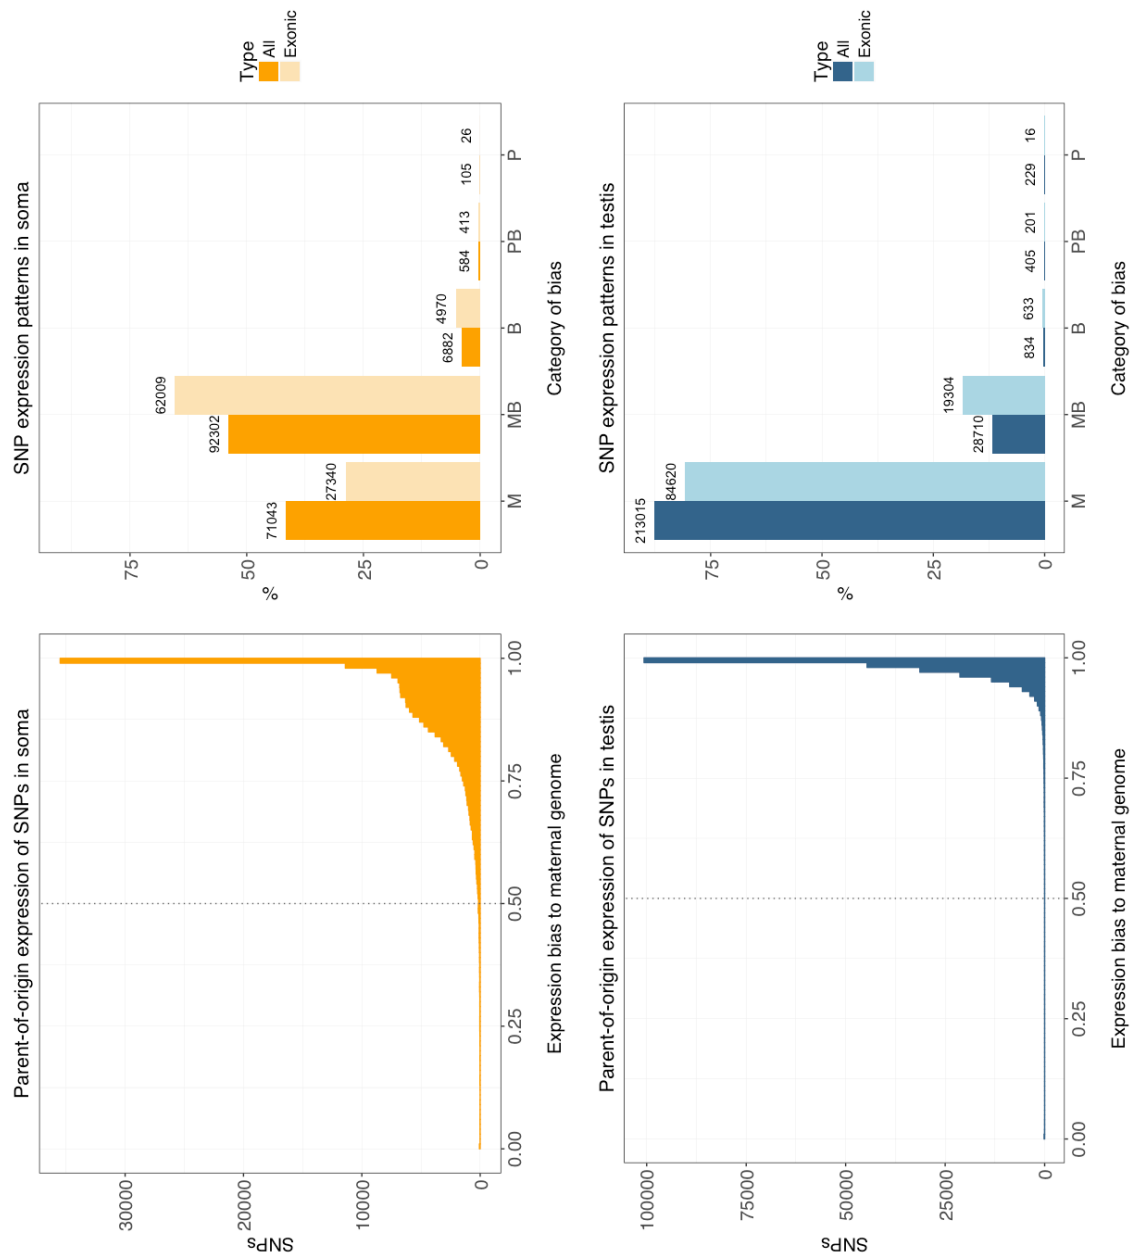 Parent-of-origin expression of SNPs in soma
SNPs
30000
20000
10000
0
0.00 0.25 0.50 0.75 1.00
Expression bias to maternal genome
SNP expression patterns in soma
%
75
50
25
0
71043 27340 92302 62009 6882 4970 584 413 105 26
M MB B PB P
Category of bias
Type
All
Exonic
Parent-of-origin expression of SNPs in testis
SNPs
100000
75000
50000
25000
0
0.00 0.25 0.50 0.75 1.00
Expression bias to maternal genome
SNP expression patterns in testis
%
75
50
25
0
213015 84620 28710 19304 834 633 405 201 229 16
M MB B PB P
Category of bias
Type
All
Exonic